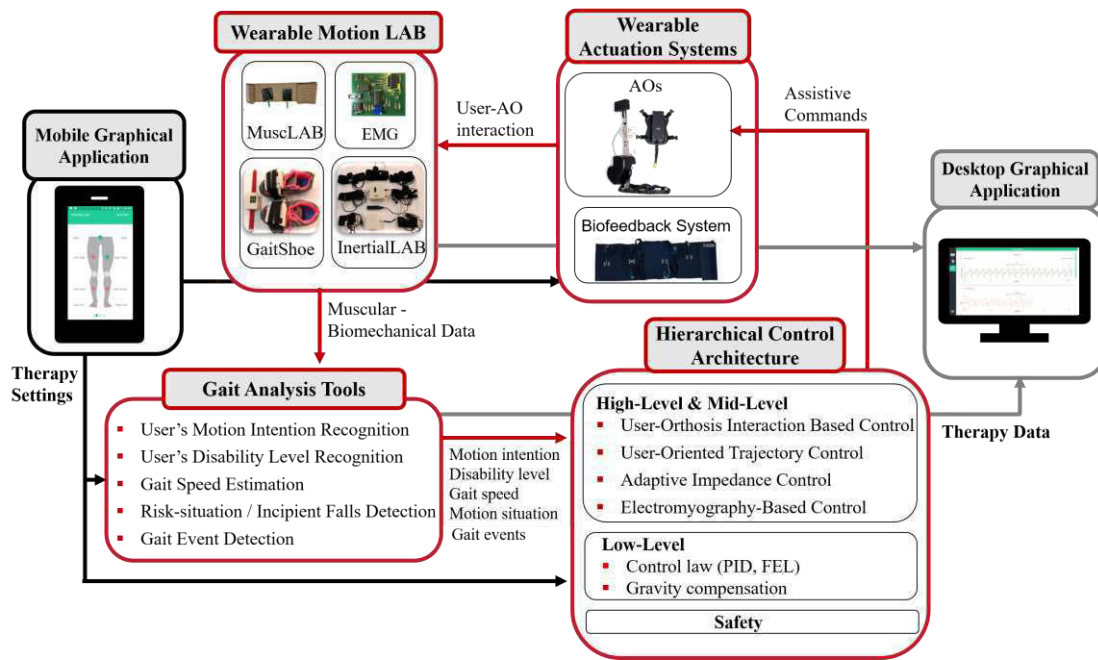 Wearable Motion LAB
MuscLAB
EMG
GaitShoe
InertialLAB
Wearable
Actuation Systems
AOs
Biofeedback System
User-AO
interaction
Assistive
Commands
Mobile Graphical
Application
Desktop Graphical
Application
Muscular -
Biomechanical Data
Therapy
Settings
Gait Analysis Tools
User's Motion Intention Recognition
User's Disability Level Recognition
Gait Speed Estimation
Risk-situation / Incipient Falls Detection
Gait Event Detection
Motion intention
Disability level
Gait speed
Motion situation
Gait events
Hierarchical Control
Architecture
High-Level & Mid-Level
User-Orthosis Interaction Based Control
User-Oriented Trajectory Control
Adaptive Impedance Control
Electromyography-Based Control
Low-Level
Control law (PID, FEL)
Gravity compensation
Safety
Therapy Data